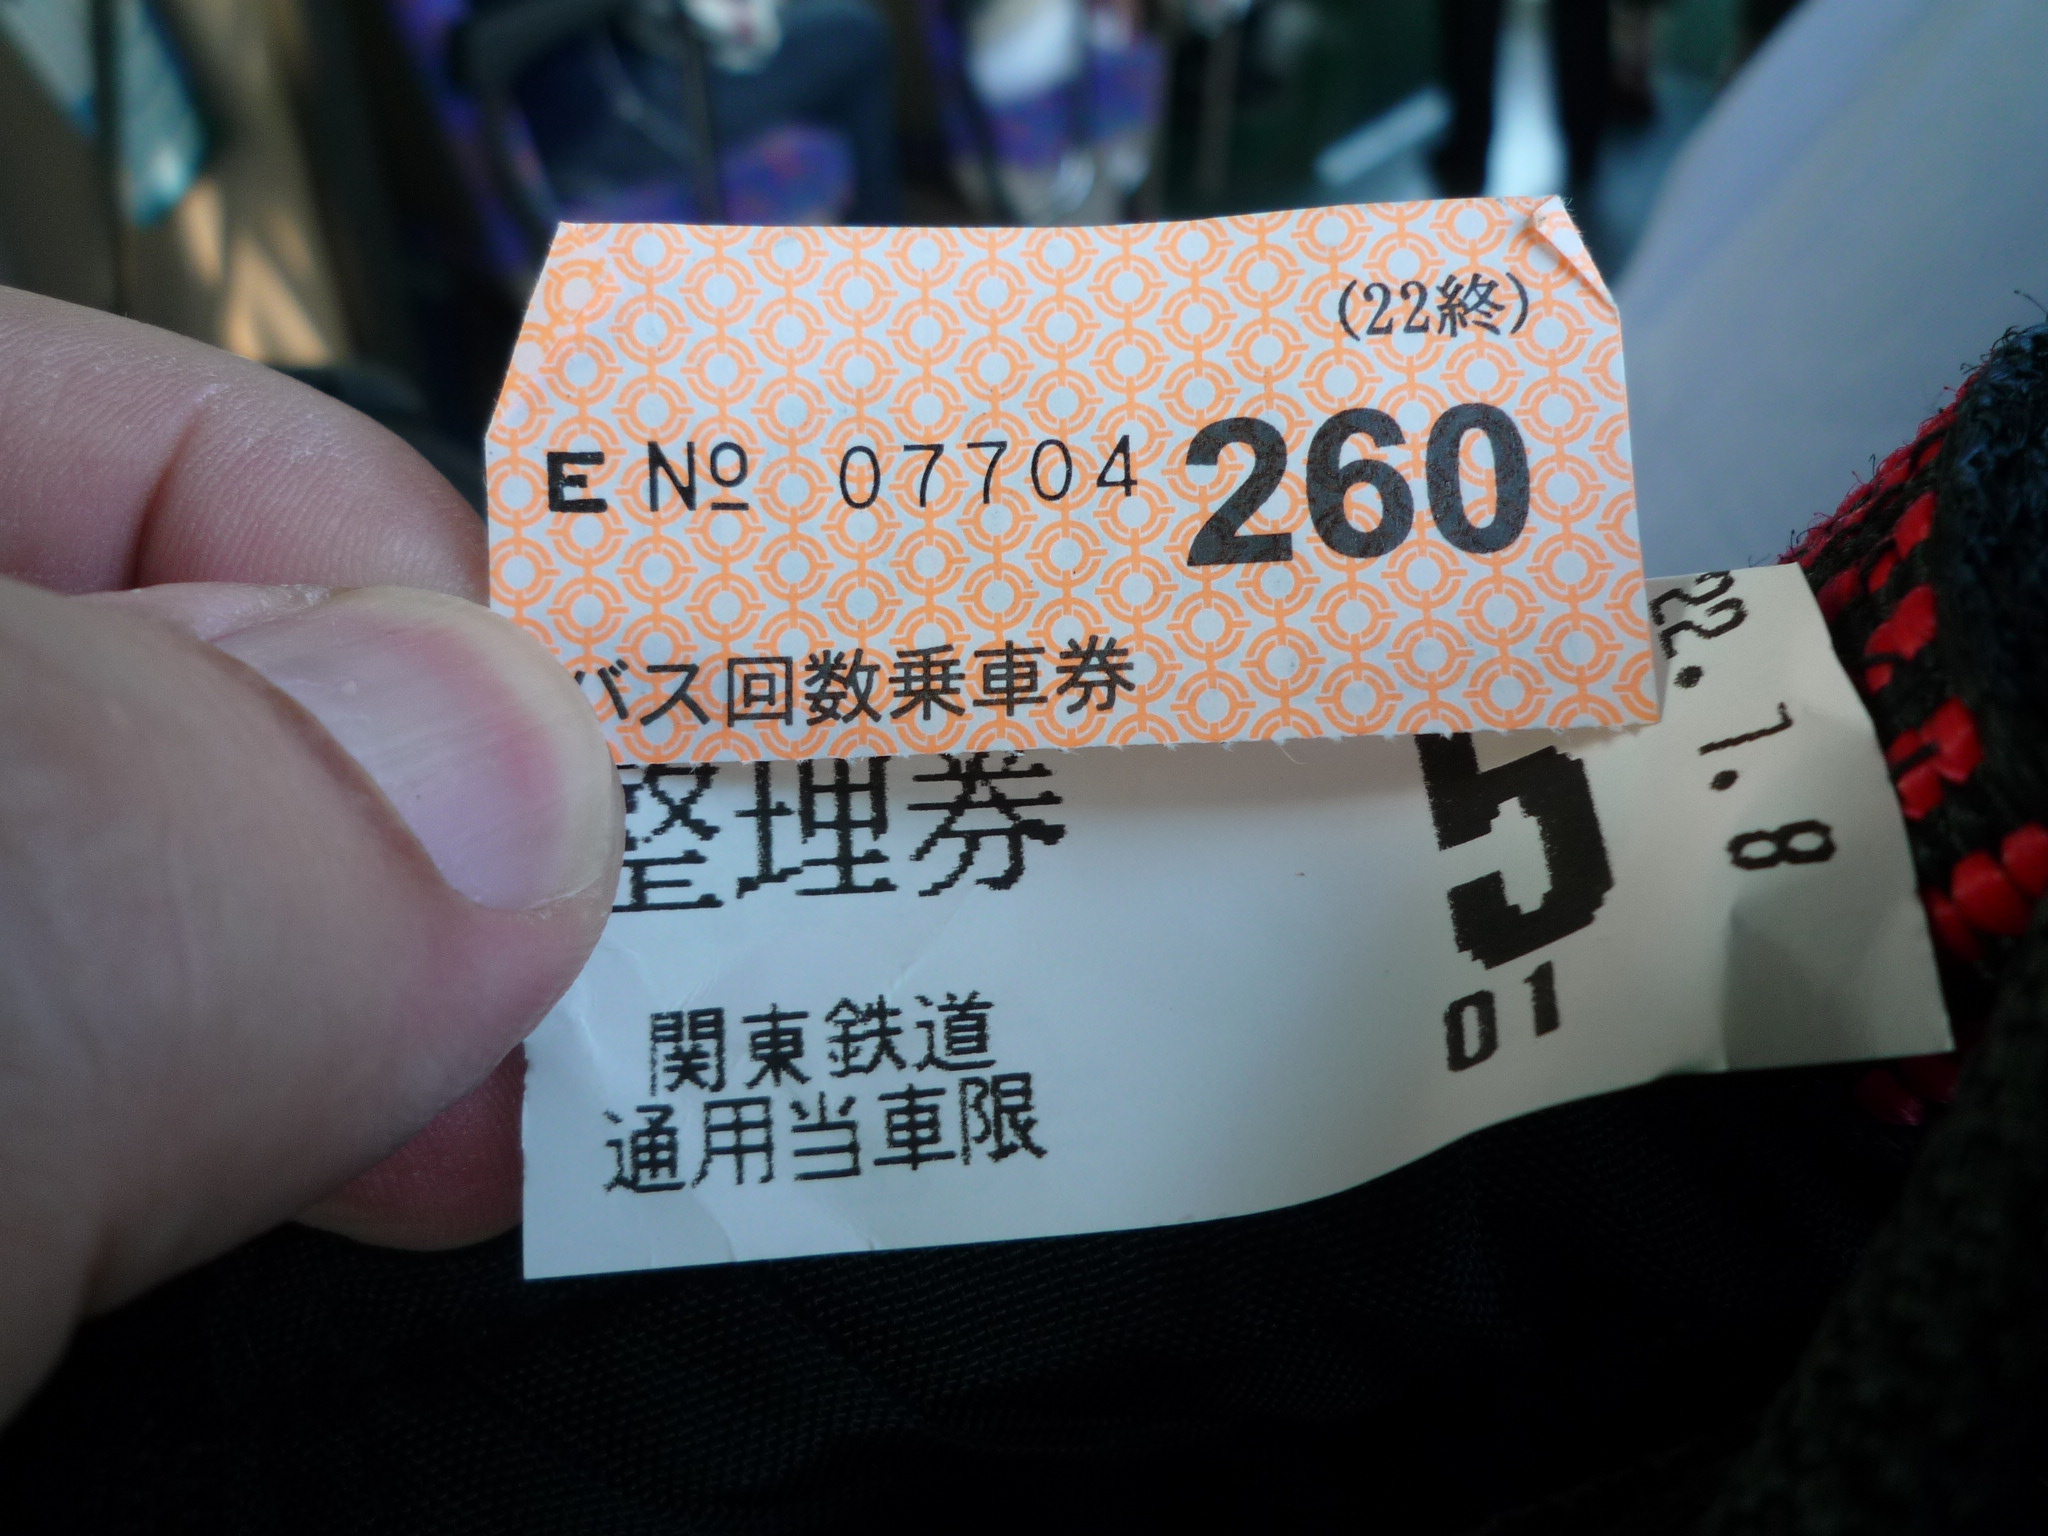 (22終)
E No 07704 260
バス回数乗車券
整理券 5
01
22.1.8
関東鉄道
通用当車限